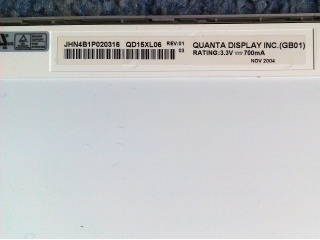 JHN4B1P020316 QD15XL06 REV:01
03
QUANTA DISPLAY INC.(GB01)
RATING:3.3V ⎓ 700mA
NOV 2004